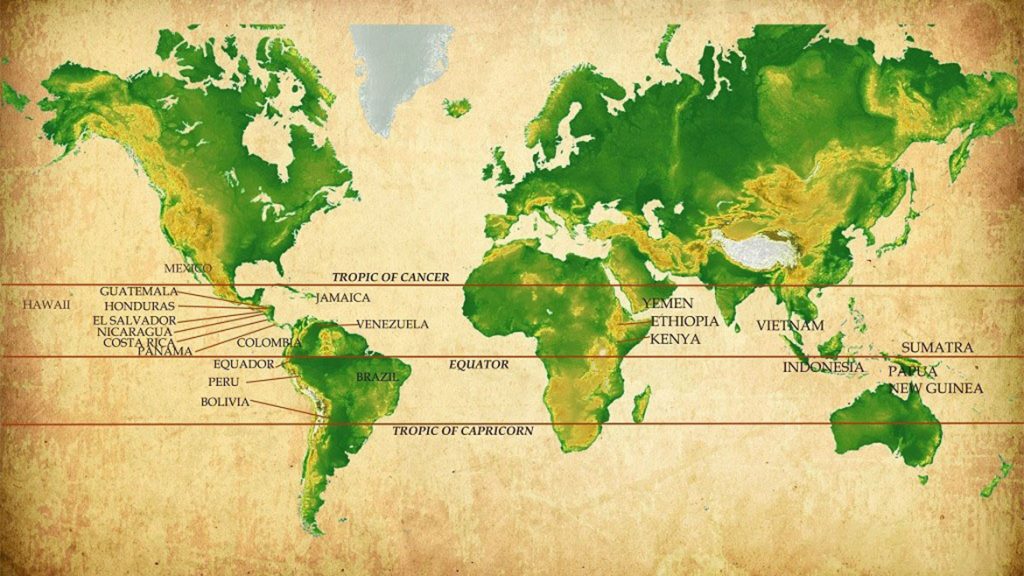 MEXICO
TROPIC OF CANCER
GUATEMALA
HAWAII
HONDURAS
JAMAICA
YEMEN
EL SALVADOR
ETHIOPIA
NICARAGUA
VENEZUELA
VIETNAM
COSTA RICA
COLOMBIA
KENYA
PANAMA
SUMATRA
EQUADOR
EQUATOR
INDONESIA
PAPUA
NEW GUINEA
PERU
BRAZIL
BOLIVIA
TROPIC OF CAPRICORN